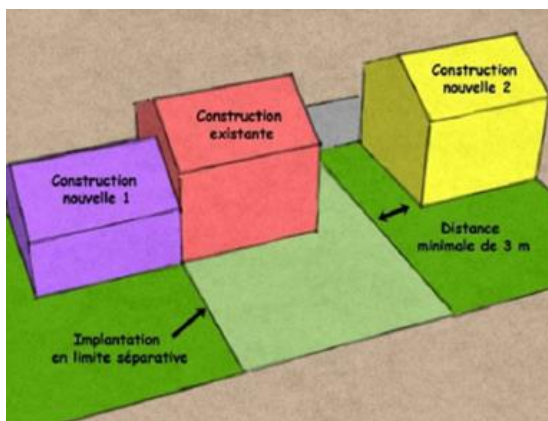 Construction
nouvelle 2
Construction
existante
Construction
nouvelle 1
Distance
minimale de 3 m
Implantation
en limite séparative